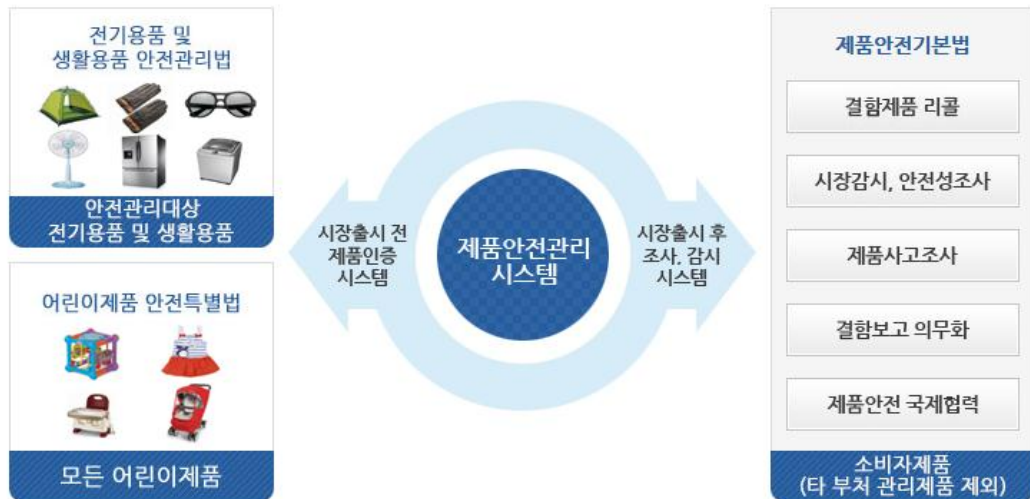 전기용품 및
생활용품 안전관리법
안전관리대상
전기용품 및 생활용품
어린이제품 안전특별법
모든 어린이제품
시장출시 전
제품인증
시스템
제품안전관리
시스템
시장출시 후
조사, 감시
시스템
제품안전기본법
결함제품 리콜
시장감시, 안전성조사
제품사고조사
결함보고 의무화
제품안전 국제협력
소비자제품
(타 부처 관리제품 제외)